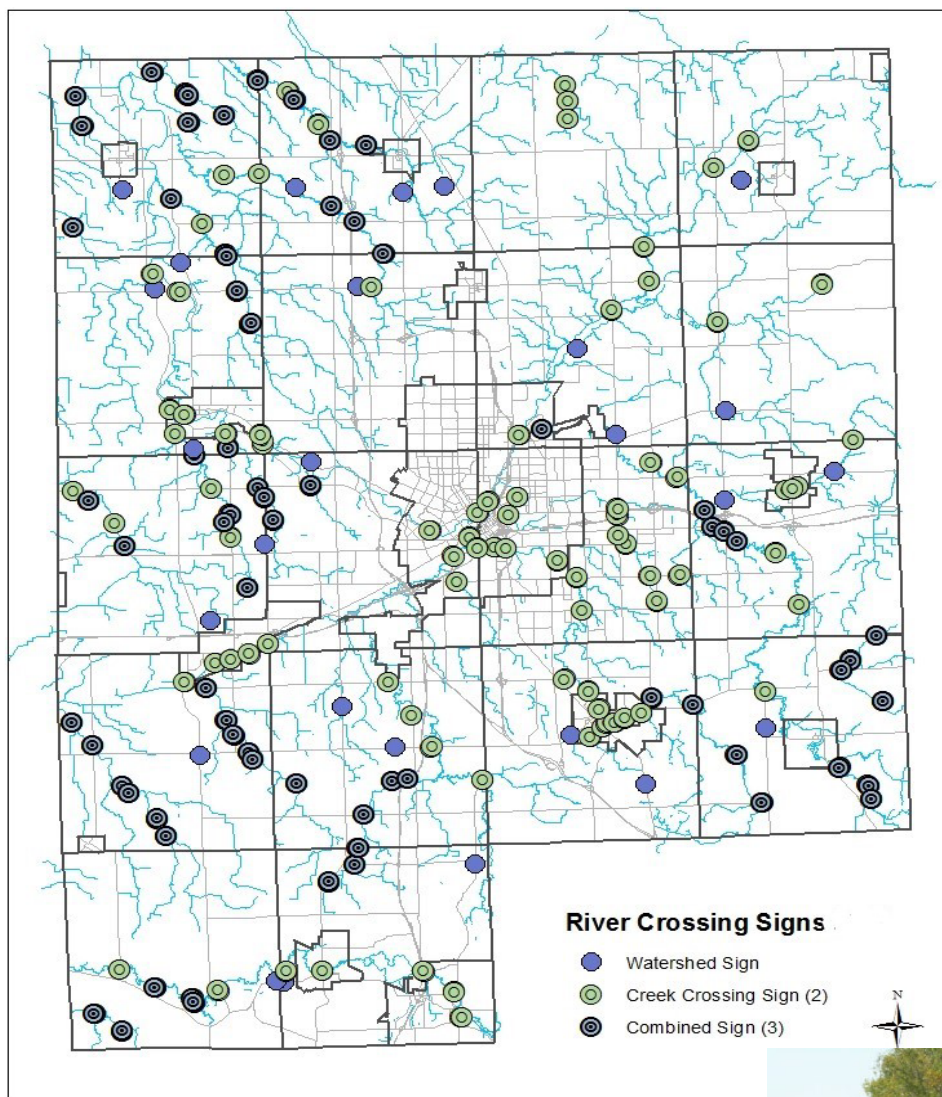 River Crossing Signs
Watershed Sign
Creek Crossing Sign (2)
Combined Sign (3)
N